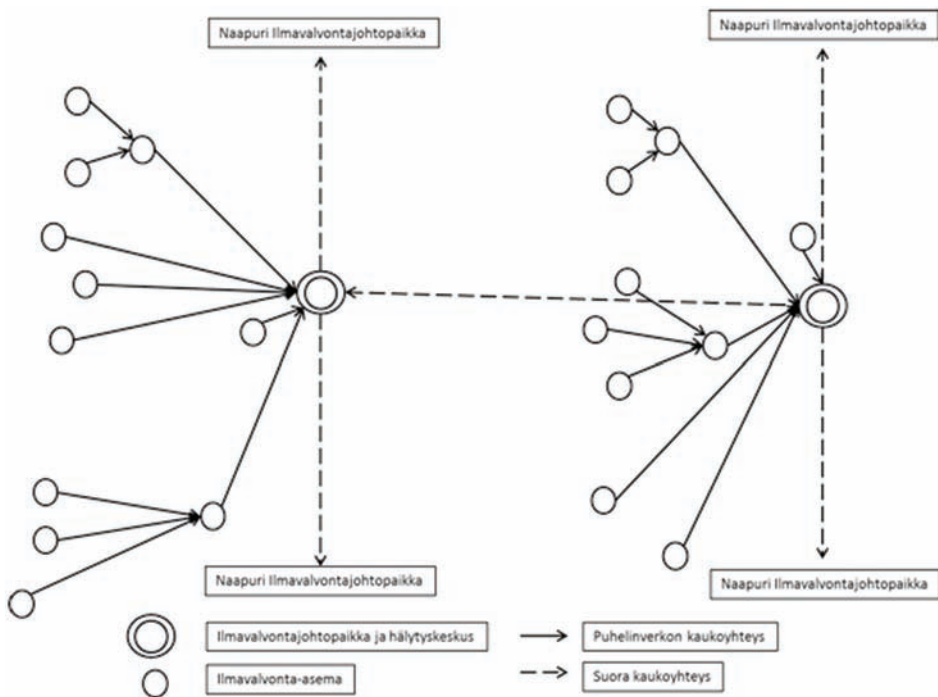 Naapuri Ilmavalvontajohtopaikka
Naapuri Ilmavalvontajohtopaikka
Naapuri Ilmavalvontajohtopaikka
Naapuri Ilmavalvontajohtopaikka
Ilmavalvontajohtopaikka ja hälytyskeskus
Puhelinverkon kaukoyhteys
Ilmavalvonta-asema
Suora kaukoyhteys